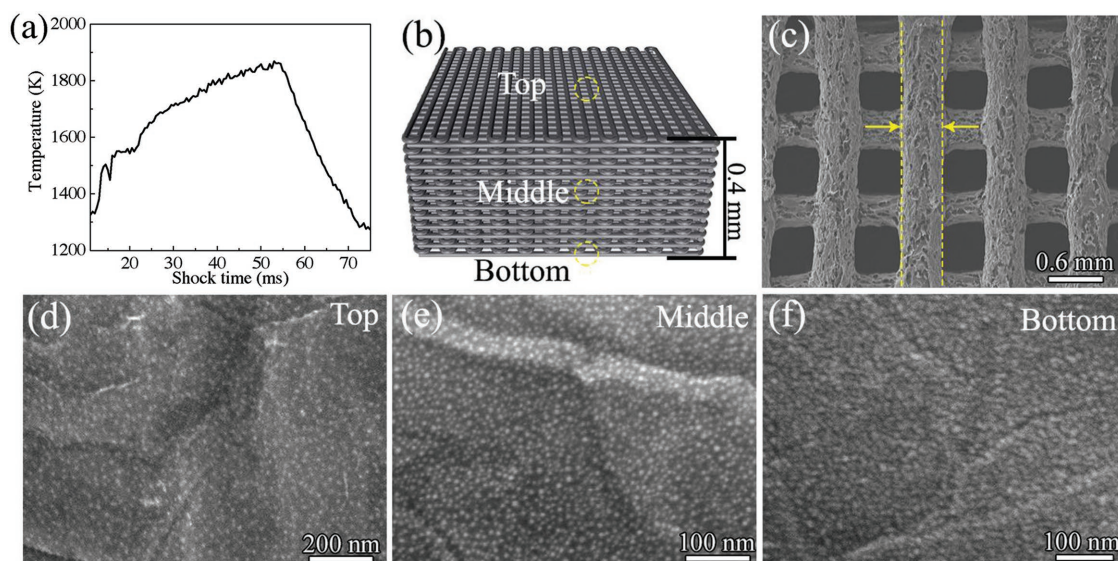 (a)
2000
1800
1600
1400
1200
Temperature (K)
20 30 40 50 60 70
Shock time (ms)
(b)
Top
Middle
Bottom
0.4 mm
(c)
0.6 mm
(d)
Top
200 nm
(e)
Middle
100 nm
(f)
Bottom
100 nm